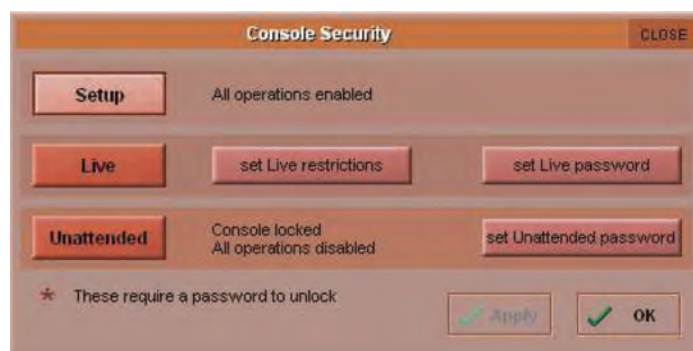 Console Security
CLOSE
Setup
All operations enabled
Live
set Live restrictions
set Live password
Unattended
Console locked
All operations disabled
set Unattended password
* These require a password to unlock
Apply
OK